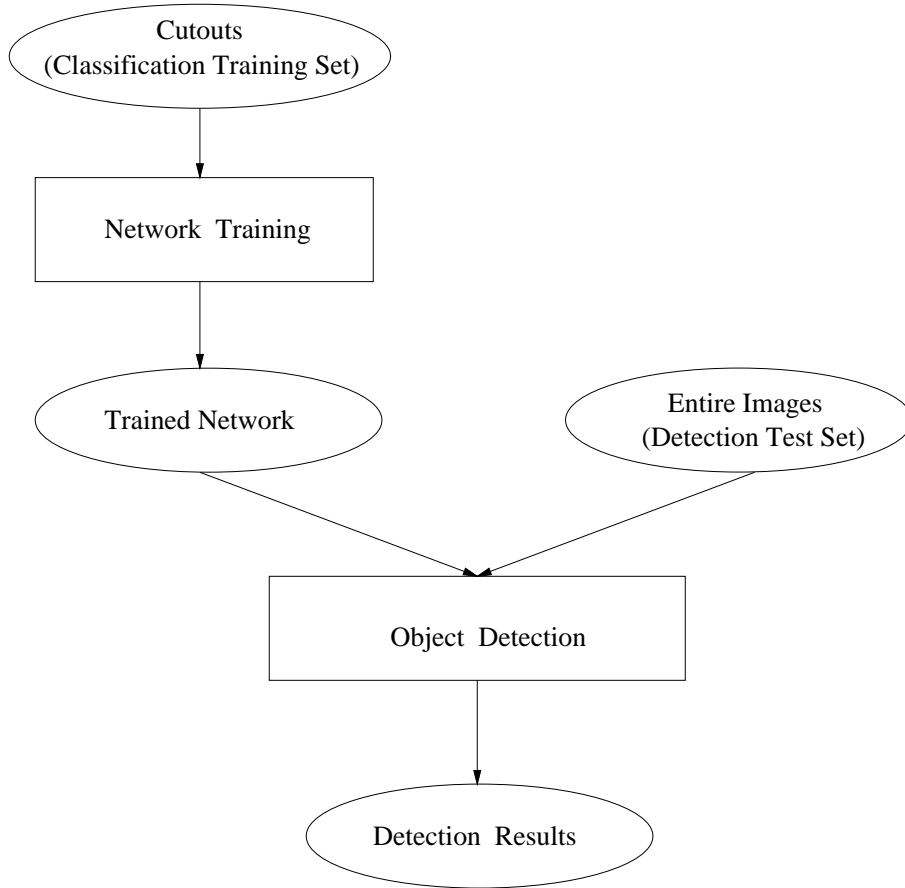 Cutouts
(Classification Training Set)
Network Training
Trained Network
Entire Images
(Detection Test Set)
Object Detection
Detection Results